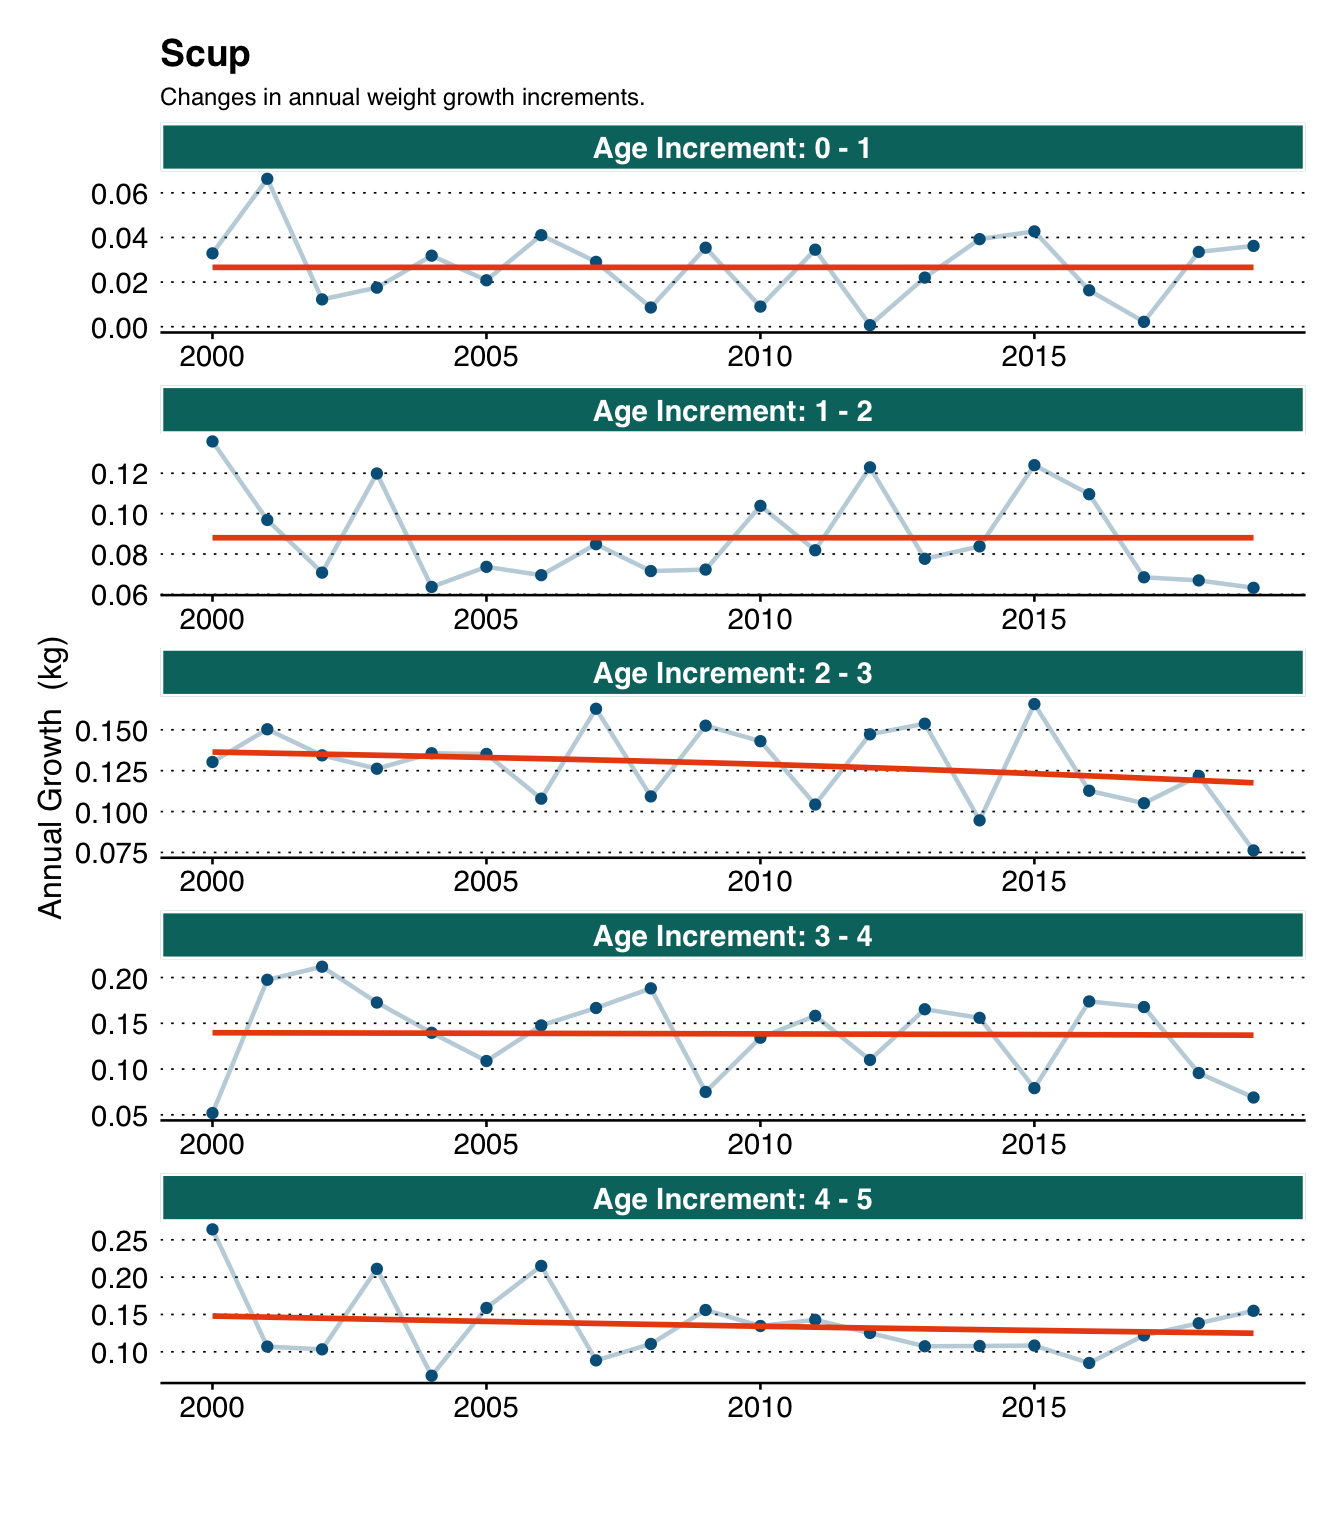 Scup
Changes in annual weight growth increments.
Annual Growth  (kg)
Age Increment: 0 - 1
0.06
0.04
0.02
0.00
2000 2005 2010 2015
Age Increment: 1 - 2
0.12
0.10
0.08
0.06
2000 2005 2010 2015
Age Increment: 2 - 3
0.150
0.125
0.100
0.075
2000 2005 2010 2015
Age Increment: 3 - 4
0.20
0.15
0.10
0.05
2000 2005 2010 2015
Age Increment: 4 - 5
0.25
0.20
0.15
0.10
2000 2005 2010 2015